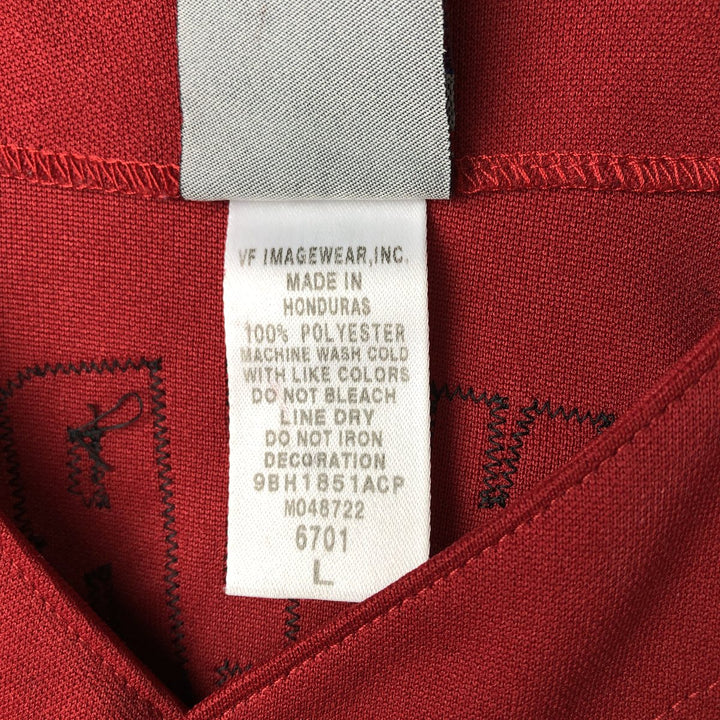 VF IMAGEWEAR,INC.
MADE IN
HONDURAS
100% POLYESTER
MACHINE WASH COLD
WITH LIKE COLORS
DO NOT BLEACH
LINE DRY
DO NOT IRON
DECORATION
9BH1851ACP
M048722
6701
L